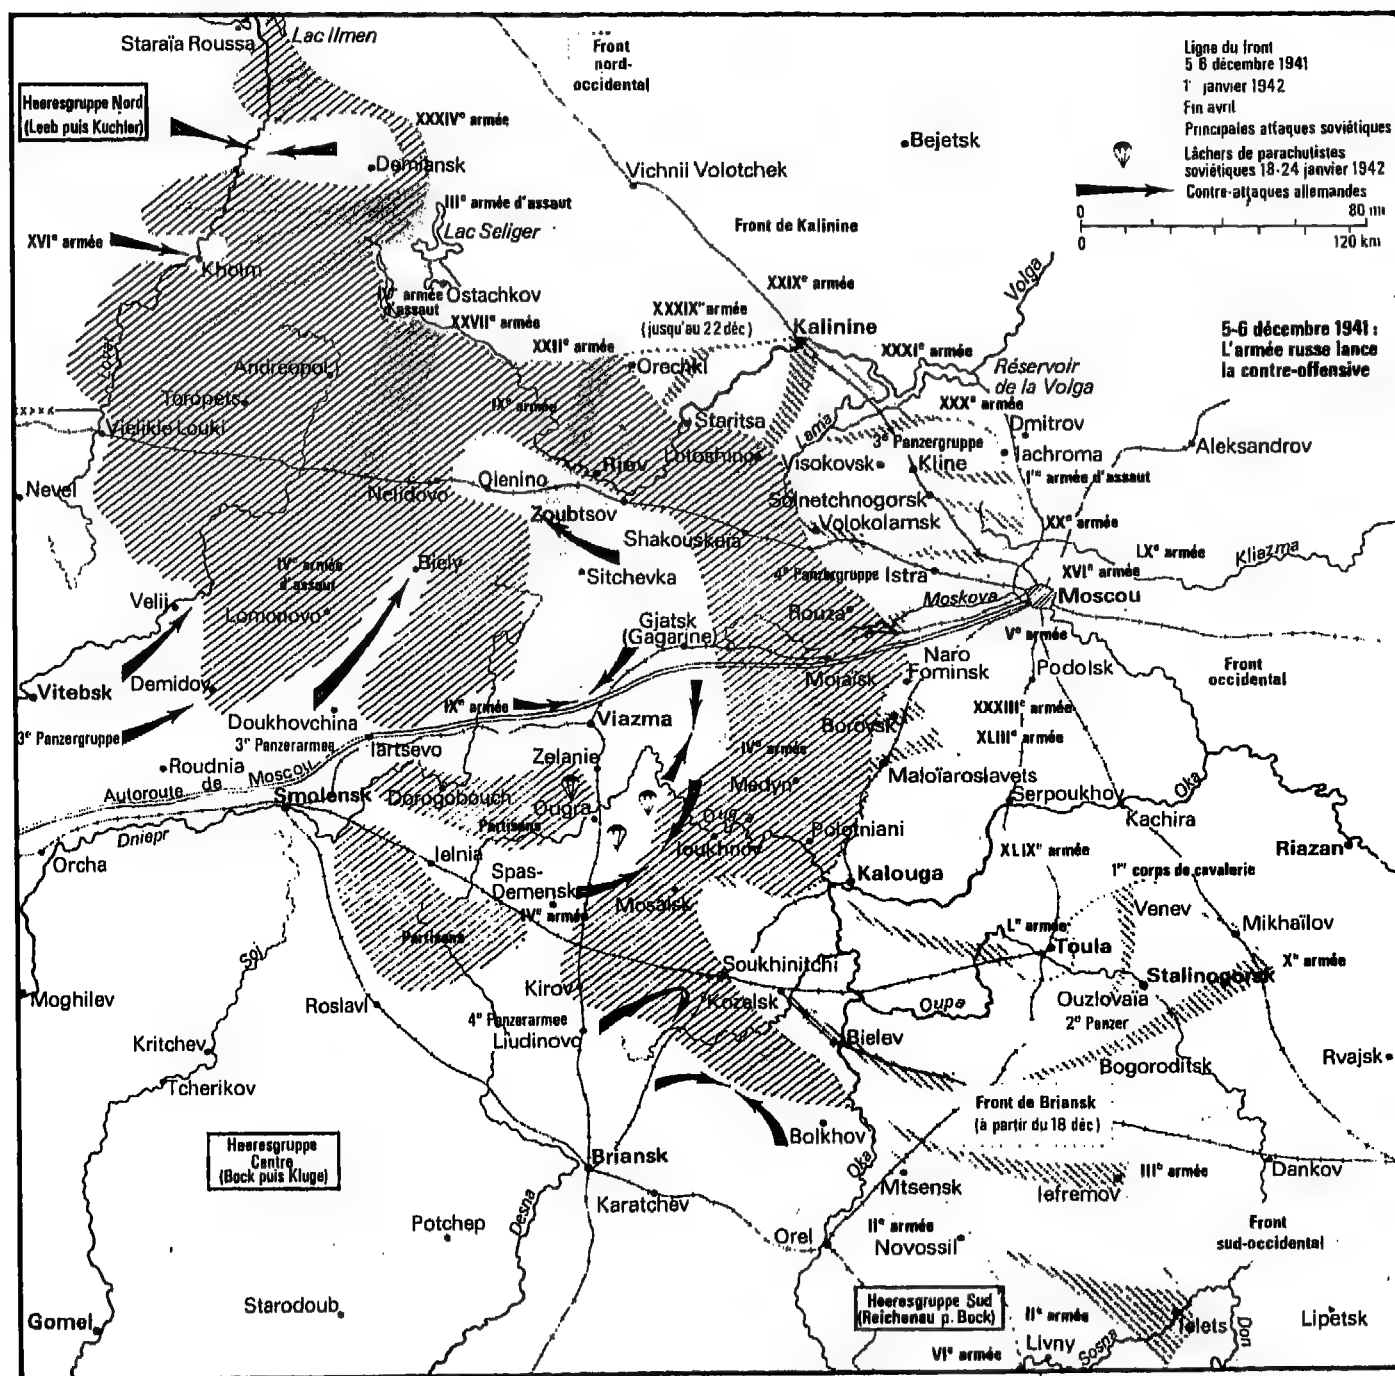 Staraïa Roussa
Lac Ilmen
Front
nord-
occidental
Ligne du front
5 6 décembre 1941
1 janvier 1942
Fin avril
Principales attaques soviétiques
Lâchers de parachutistes
soviétiques 18-24 janvier 1942
Contre-attaques allemandes
0 80 mi
0 120 km
Heeresgruppe Nord
(Leeb puis Kuchler)
XXXIVe armée
Demiansk
Bejetsk
Vichnii Volotchek
IIIe armée d'assaut
Lac Seliger
Front de Kalinine
XVIe armée
Kholm
Ostachkov
armée
d'assaut
XXVIIe armée
XXIXe armée
XXXIXe armée
(jusqu'au 22 déc)
Kalinine
Volga
5-6 décembre 1941 :
L'armée russe lance
la contre-offensive
XXIIe armée
Orechki
XXXIe armée
Réservoir
de la Volga
Andreopol
Toropets
Lovat
IXe armée
Staritsa
Lama
XXXe armée
Dmitrov
3e Panzergruppe
Iachroma
Aleksandrov
xxxx
Vielikie Louki
Rjev
Lotoshino
Visokovsk
Kline
Ire armée d'assaut
Nevel
Nelidovo
Olenino
Solnetchnogorsk
Zoubtsov
Volokolamsk
XXe armée
Shakouskaia
LXe armée
Kliazma
IVe armée
d'assaut
Biely
Sitchevka
4e Panzergruppe
Istra
XVIe armée
Velij
Lomonovo
Moskova
Moscou
Gjatsk
(Gagarine)
Rouza
Ve armée
Naro
Fominsk
Podolsk
Front
occidental
Vitebsk
Demidov
Mojaïsk
3e Panzergruppe
Doukhovchina
3e Panzerarmee
IXe armée
Viazma
Borovsk
XXXIIIe armée
Iartsevo
IVe armée
XLIIIe armée
Roudnia
Autoroute de Moscou
Zelanie
Medyn
Maloïaroslavets
Smolensk
Dorogobouch
Ougra
Serpoukhov
Oka
Dniepr
Partisans
Ougra
Polotniani
Kachira
Orcha
Ielnia
Ioukhnov
XLIXe armée
Riazan
Spas-
Demensk
Kalouga
1er corps de cavalerie
Mosalsk
IVe armée
Venev
Mikhaïlov
Partisans
Le armée
Toula
Soj
Soukhinitchi
Stalinogorsk
Xe armée
Moghilev
Roslavl
Kirov
Kozelsk
Oupa
Ouzlovaia
2e Panzer
4e Panzerarmee
Liudinovo
Bielev
Kritchev
Bogoroditsk
Rvajsk
Tcherikov
Front de Briansk
(à partir du 18 déc)
Heeresgruppe
Centre
(Bock puis Kluge)
Bolkhov
Briansk
Oka
IIIe armée
Dankov
Desna
Karatchev
Mtsensk
Iefremov
Potchep
Orel
IIe armée
Novossil
Front
sud-occidental
Starodoub
Heeresgruppe Sud
(Reichenau p. Bock)
Gomel
IIe armée
Ielets
Lipetsk
VIe armée
Livny
Sosna
Don